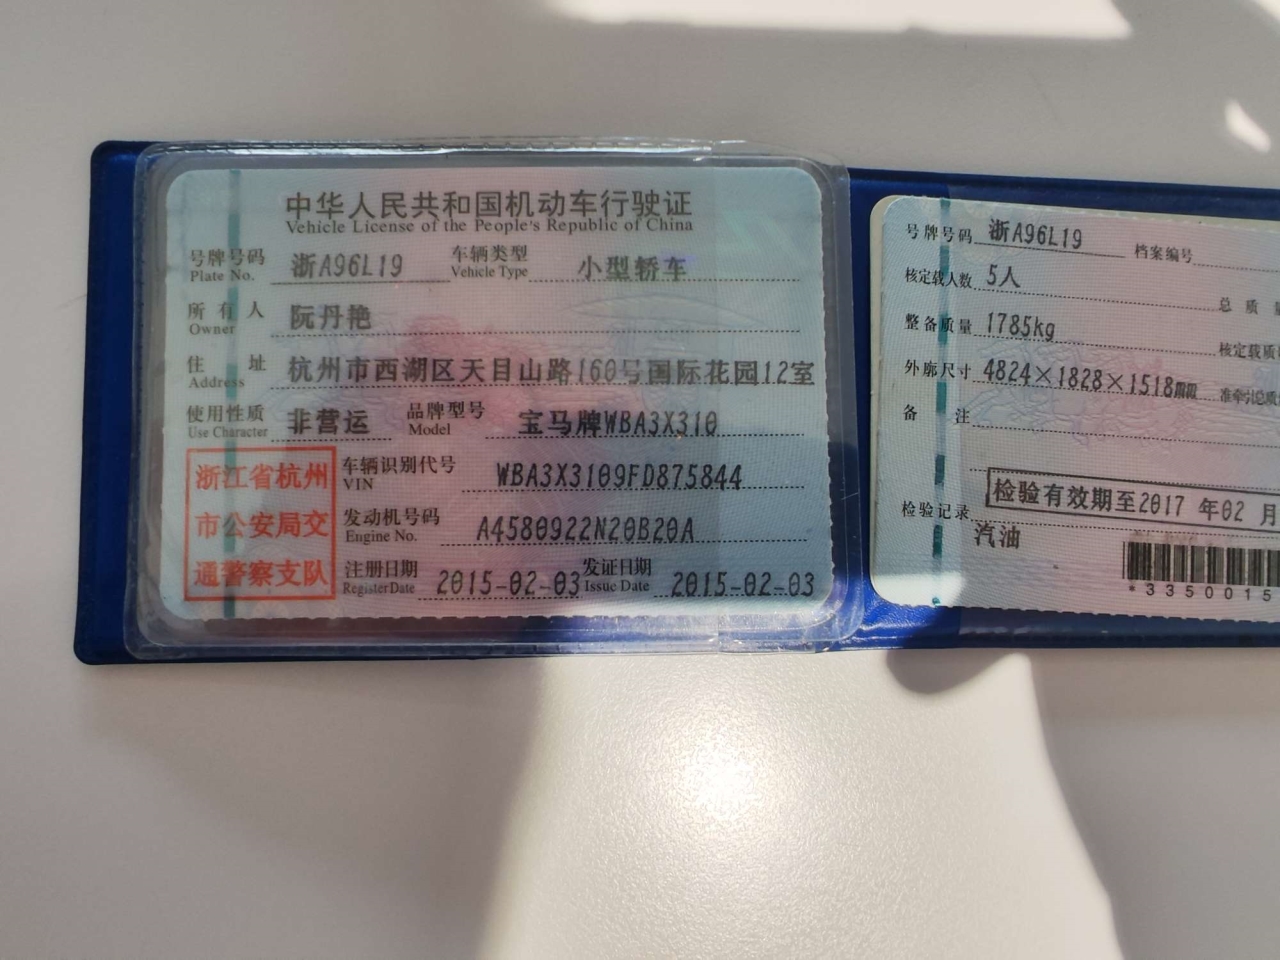 中华人民共和国机动车行驶证
Vehicle License of the People's Republic of China
号牌号码 浙A96L19 车辆类型 小型轿车
Plate No. Vehicle Type
所有人 阮丹艳
Owner
住址 杭州市西湖区天目山路160号国际花园12室
Address
使用性质 非营运 品牌型号 宝马牌WBA3X310
Use Character Model
浙江省杭州
市公安局交
通警察支队
车辆识别代号 WBA3X3109FD875844
VIN
发动机号码 A4580922N20B20A
Engine No.
注册日期 2015-02-03 发证日期 2015-02-03
Register Date Issue Date
号牌号码 浙A96L19 档案编号
核定载人数 5人 总质
整备质量 1785kg 核定载质
外廓尺寸 4824×1828×1518 准牵引总质
备注
检验有效期至2017 年02 月
检验记录
汽油
*3350015